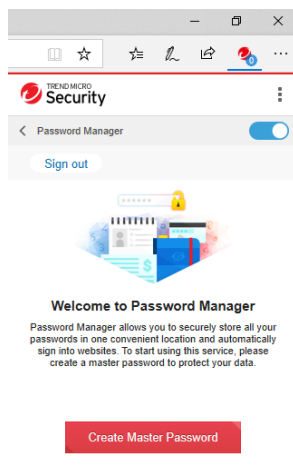 0
TREND MICRO
Security
Password Manager
Sign out
Welcome to Password Manager
Password Manager allows you to securely store all your
passwords in one convenient location and automatically
sign into websites. To start using this service, please
create a master password to protect your data.
Create Master Password